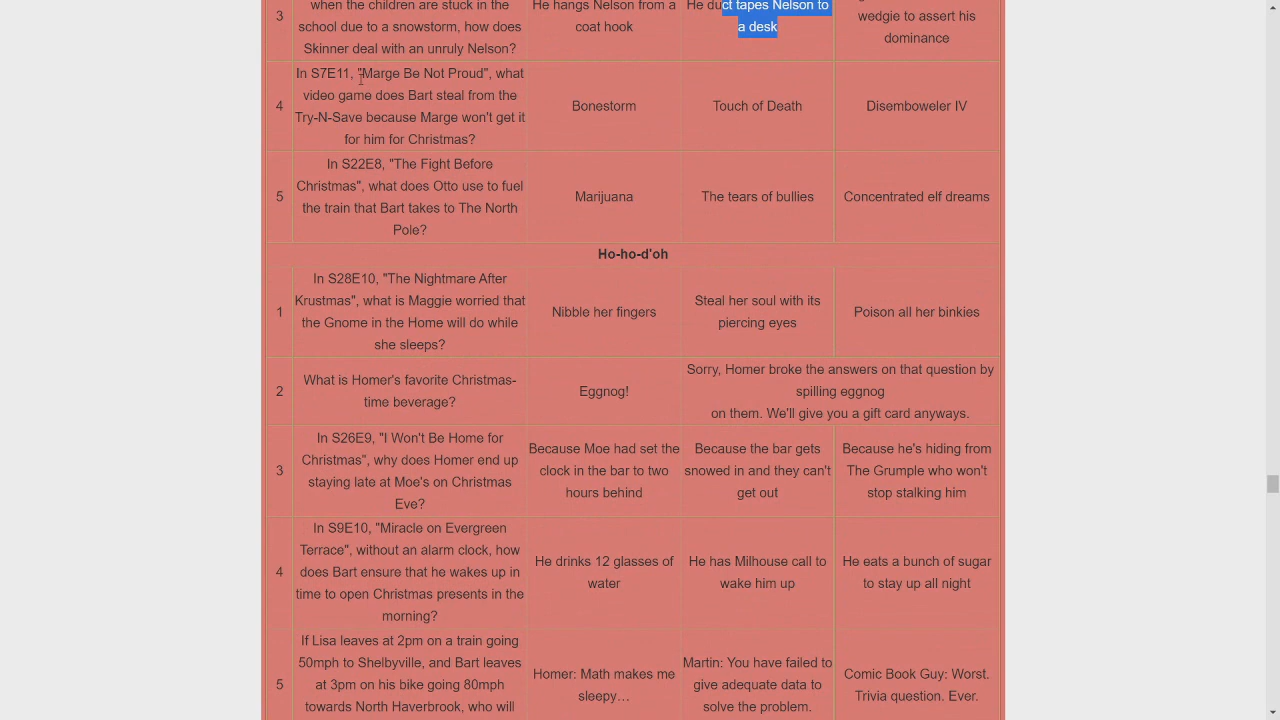 when the children are stuck in the
3
school due to a snowstorm, how does
Skinner deal with an unruly Nelson?
He hangs Nelson from a
coat hook
He duct tapes Nelson to
a desk
wedgie to assert his
dominance
4
In S7E11, "Marge Be Not Proud", what
video game does Bart steal from the
Try-N-Save because Marge won't get it
for him for Christmas?
Bonestorm
Touch of Death
Disemboweler IV
5
In S22E8, "The Fight Before
Christmas", what does Otto use to fuel
the train that Bart takes to The North
Pole?
Marijuana
The tears of bullies
Concentrated elf dreams
Ho-ho-d'oh
1
In S28E10, "The Nightmare After
Krustmas", what is Maggie worried that
the Gnome in the Home will do while
she sleeps?
Nibble her fingers
Steal her soul with its
piercing eyes
Poison all her binkies
2
What is Homer's favorite Christmas-
time beverage?
Eggnog!
Sorry, Homer broke the answers on that question by
spilling eggnog
on them. We'll give you a gift card anyways.
3
In S26E9, "I Won't Be Home for
Christmas", why does Homer end up
staying late at Moe's on Christmas
Eve?
Because Moe had set the
clock in the bar to two
hours behind
Because the bar gets
snowed in and they can't
get out
Because he's hiding from
The Grumple who won't
stop stalking him
4
In S9E10, "Miracle on Evergreen
Terrace", without an alarm clock, how
does Bart ensure that he wakes up in
time to open Christmas presents in the
morning?
He drinks 12 glasses of
water
He has Milhouse call to
wake him up
He eats a bunch of sugar
to stay up all night
5
If Lisa leaves at 2pm on a train going
50mph to Shelbyville, and Bart leaves
at 3pm on his bike going 80mph
towards North Haverbrook, who will
Homer: Math makes me
sleepy…
Martin: You have failed to
give adequate data to
solve the problem.
Comic Book Guy: Worst.
Trivia question. Ever.